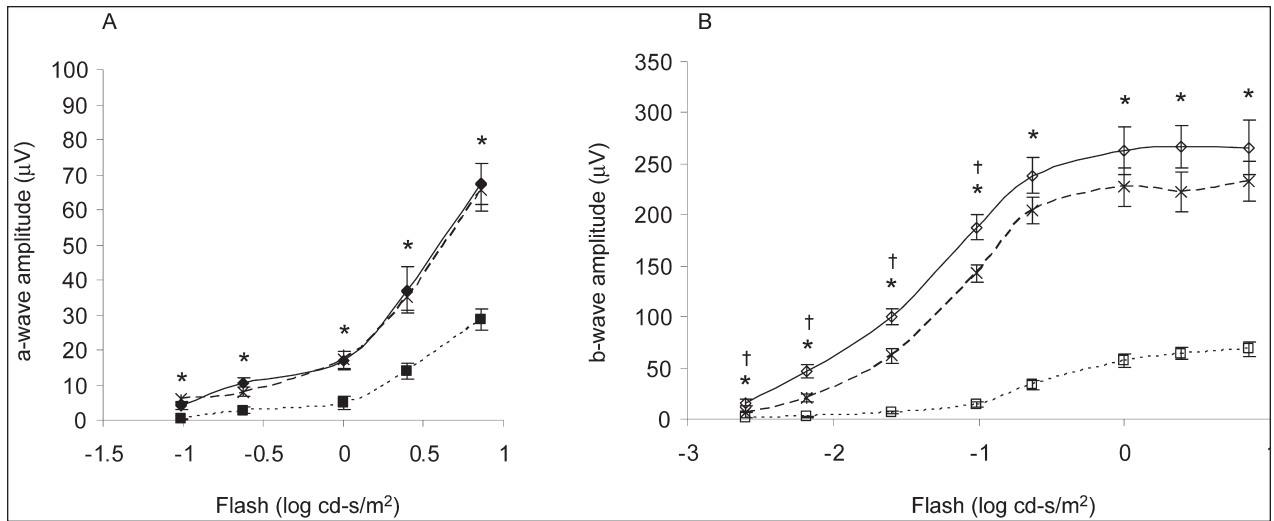 A
100
90
80
70
60
50
40
30
20
10
0
-1.5 -1 -0.5 0 0.5 1
a-wave amplitude (µV)
Flash (log cd-s/m²)
* * * * *
B
350
300
250
200
150
100
50
0
-3 -2 -1 0 1
b-wave amplitude (µV)
Flash (log cd-s/m²)
† † † †
* * * * * * * *